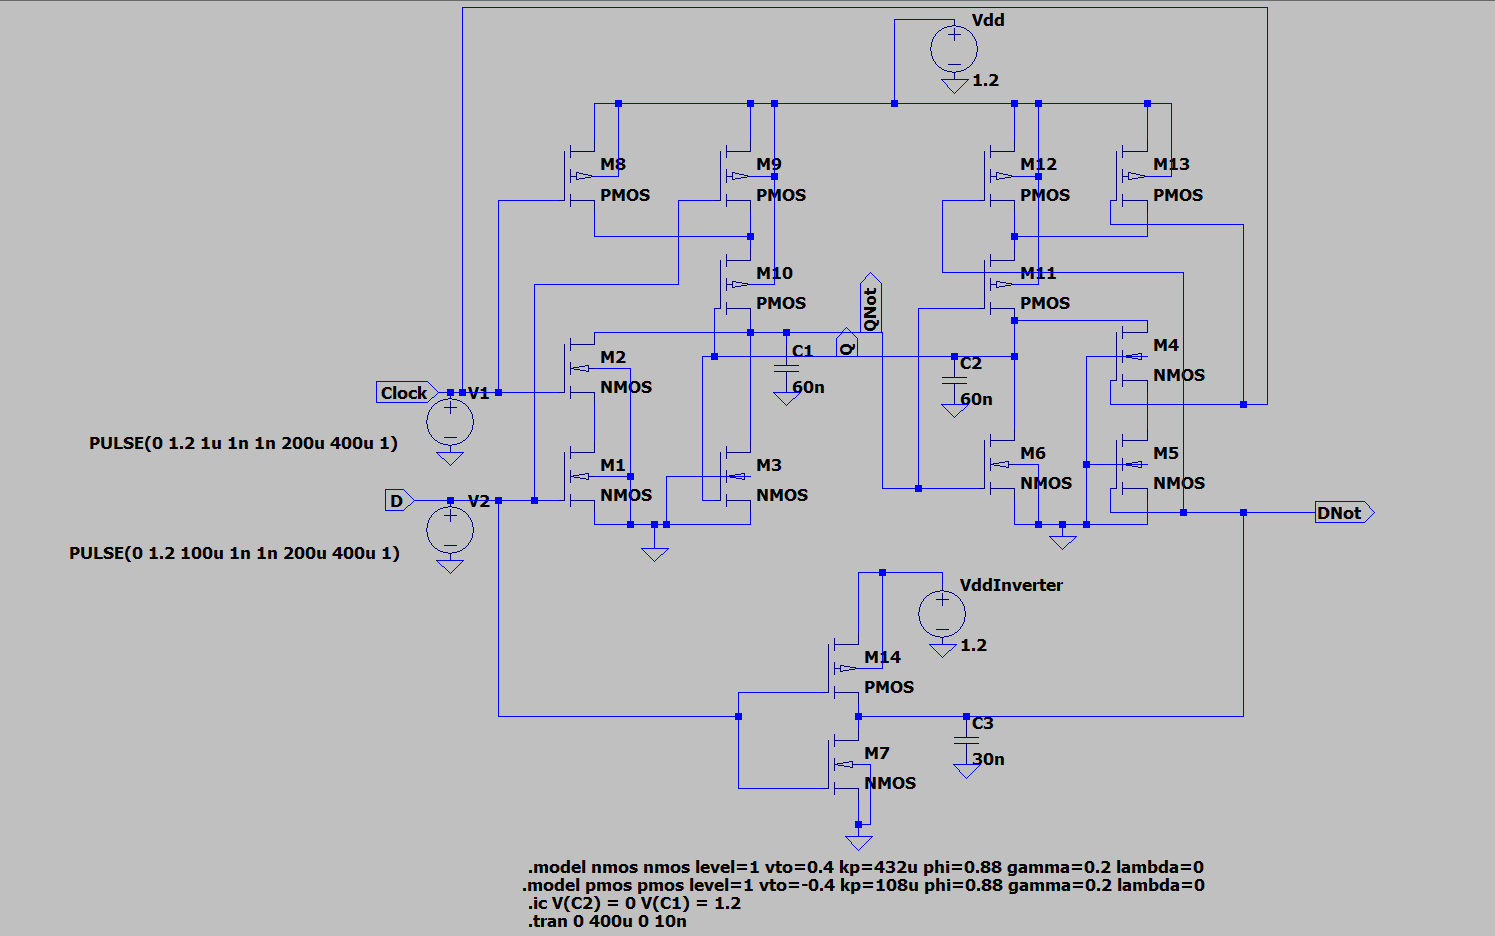 Vdd
1.2
M8
PMOS
M9
PMOS
M12
PMOS
M13
PMOS
M10
PMOS
M11
PMOS
QNot
Q
M2
NMOS
C1
60n
C2
60n
M4
NMOS
Clock
V1
PULSE(0 1.2 1u 1n 1n 200u 400u 1)
M1
NMOS
M3
NMOS
M6
NMOS
M5
NMOS
D
V2
PULSE(0 1.2 100u 1n 1n 200u 400u 1)
DNot
VddInverter
1.2
M14
PMOS
C3
30n
M7
NMOS
.model nmos nmos level=1 vto=0.4 kp=432u phi=0.88 gamma=0.2 lambda=0
.model pmos pmos level=1 vto=-0.4 kp=108u phi=0.88 gamma=0.2 lambda=0
.ic V(C2) = 0 V(C1) = 1.2
.tran 0 400u 0 10n